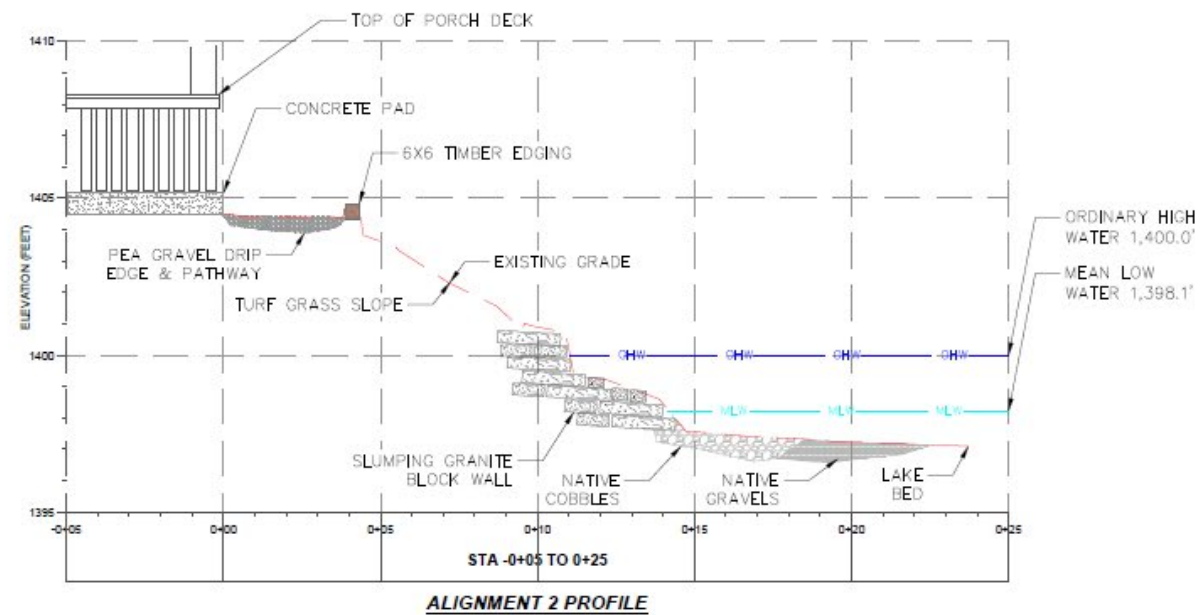 TOP OF PORCH DECK
1410
CONCRETE PAD
6X6 TIMBER EDGING
1405
ORDINARY HIGH
WATER 1,400.0'
PEA GRAVEL DRIP
EDGE & PATHWAY
EXISTING GRADE
MEAN LOW
WATER 1,398.1'
TURF GRASS SLOPE
ELEVATION (FEET)
1400
OHW OHW OHW OHW
MLW MLW MLW
SLUMPING GRANITE
BLOCK WALL
NATIVE
COBBLES
NATIVE
GRAVELS
LAKE
BED
1395
-0+05 0+00 0+05 0+10 0+15 0+20 0+25
STA -0+05 TO 0+25
ALIGNMENT 2 PROFILE